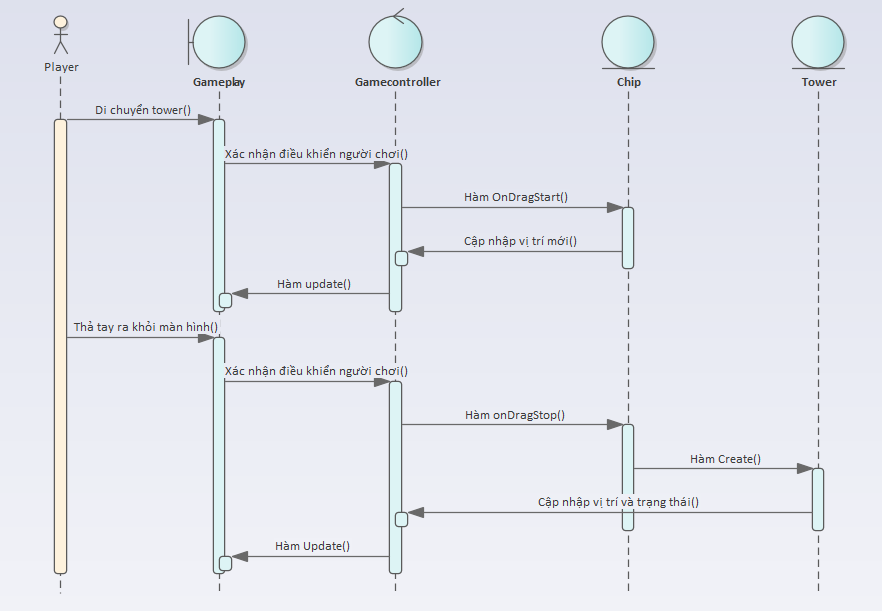 Player
Gameplay
Gamecontroller
Chip
Tower
Di chuyển tower()
Xác nhận điều khiển người chơi()
Hàm OnDragStart()
Cập nhập vị trí mới()
Hàm update()
Thả tay ra khỏi màn hình()
Xác nhận điều khiển người chơi()
Hàm onDragStop()
Hàm Create()
Cập nhập vị trí và trạng thái()
Hàm Update()